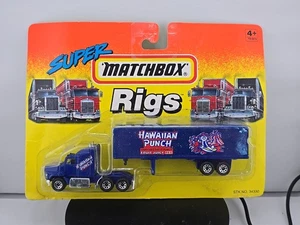 SUPER
MATCHBOX
Rigs
4+
HAWAIIAN
PUNCH